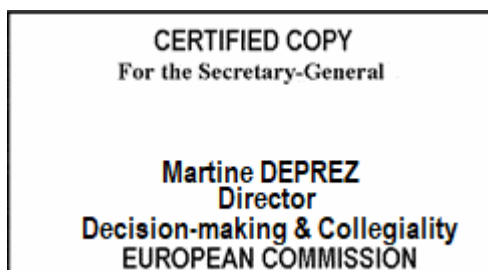 CERTIFIED COPY
For the Secretary-General
Martine DEPREZ
Director
Decision-making & Collegiality
EUROPEAN COMMISSION